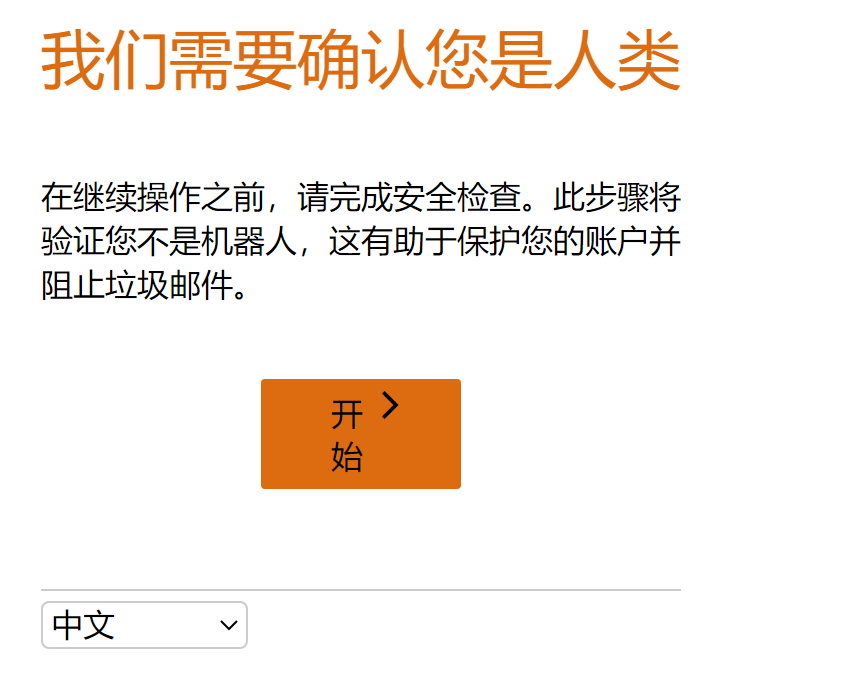 我们需要确认您是人类
在继续操作之前，请完成安全检查。此步骤将
验证您不是机器人，这有助于保护您的账户并
阻止垃圾邮件。
开
始
中文